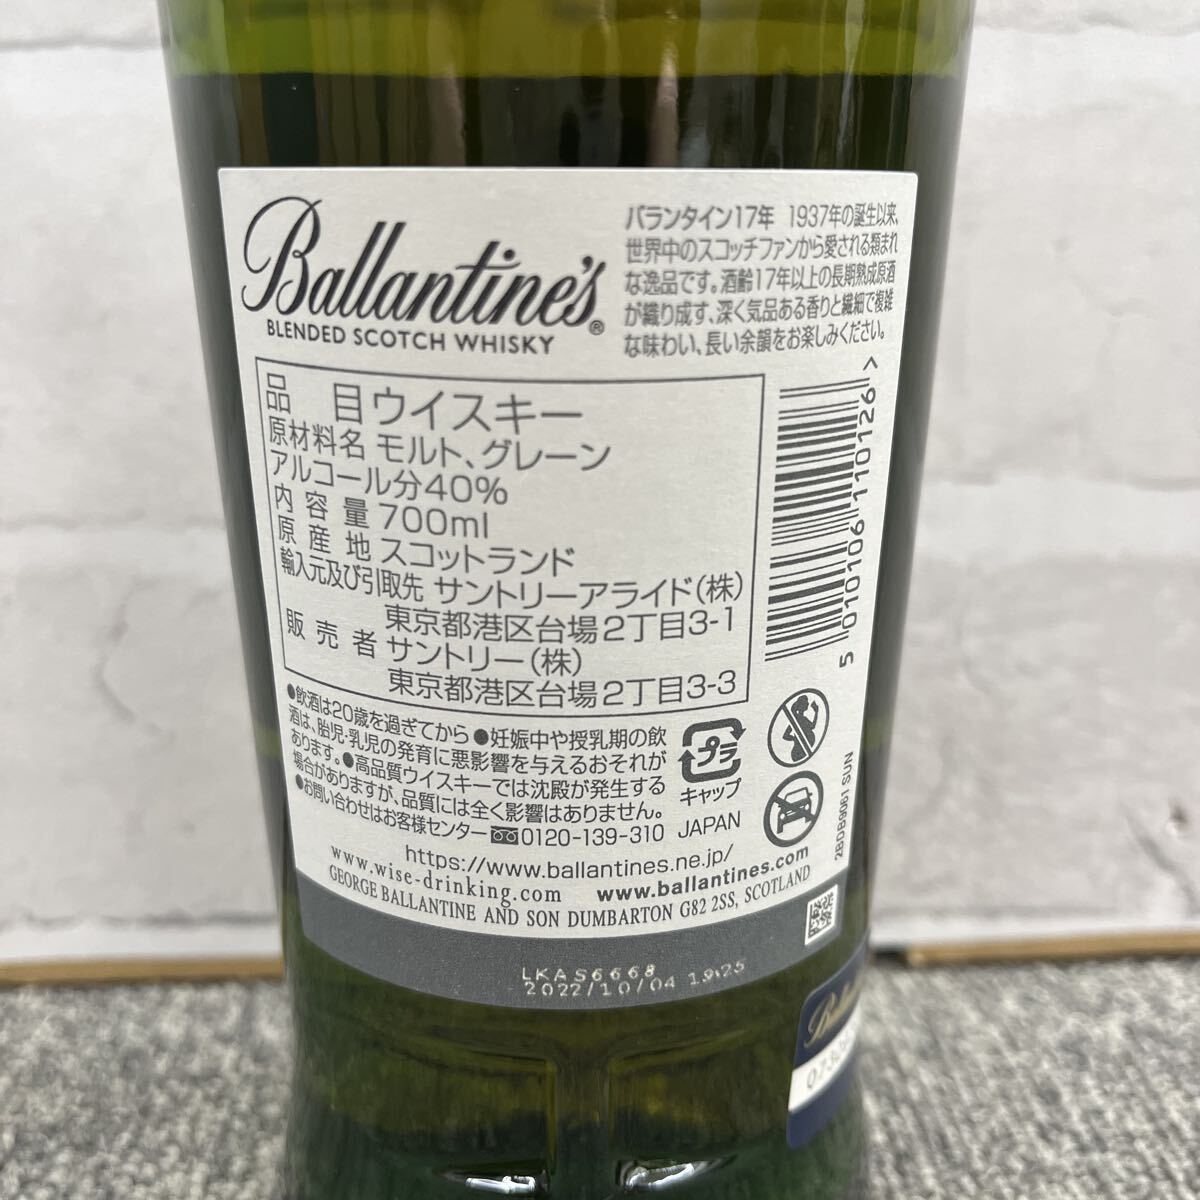 Ballantine's®
BLENDED SCOTCH WHISKY
バランタイン17年 1937年の誕生以来、
世界中のスコッチファンから愛される類まれ
な逸品です。酒齢17年以上の長期熟成原酒
が織り成す、深く気品ある香りと繊細で複雑
な味わい、長い余韻をお楽しみください。
品 目 ウイスキー
原材料名 モルト、グレーン
アルコール分40%
内容量 700ml
原産地 スコットランド
輸入元及び引取先 サントリーアライド(株)
東京都港区台場2丁目3-1
販売者 サントリー(株)
東京都港区台場2丁目3-3
●飲酒は20歳を過ぎてから ●妊娠中や授乳期の飲
酒は、胎児・乳児の発育に悪影響を与えるおそれが
あります。●高品質ウイスキーでは沈殿が発生する
場合がありますが、品質には全く影響はありません。
●お問い合わせはお客様センター 0120-139-310 JAPAN
プラ
キャップ
https://www.ballantines.ne.jp/
www.wise-drinking.com www.ballantines.com
GEORGE BALLANTINE AND SON DUMBARTON G82 2SS, SCOTLAND
5 010106 110126 >
2BDB9061 SUN
LKAS6668
2022/10/04 19:25